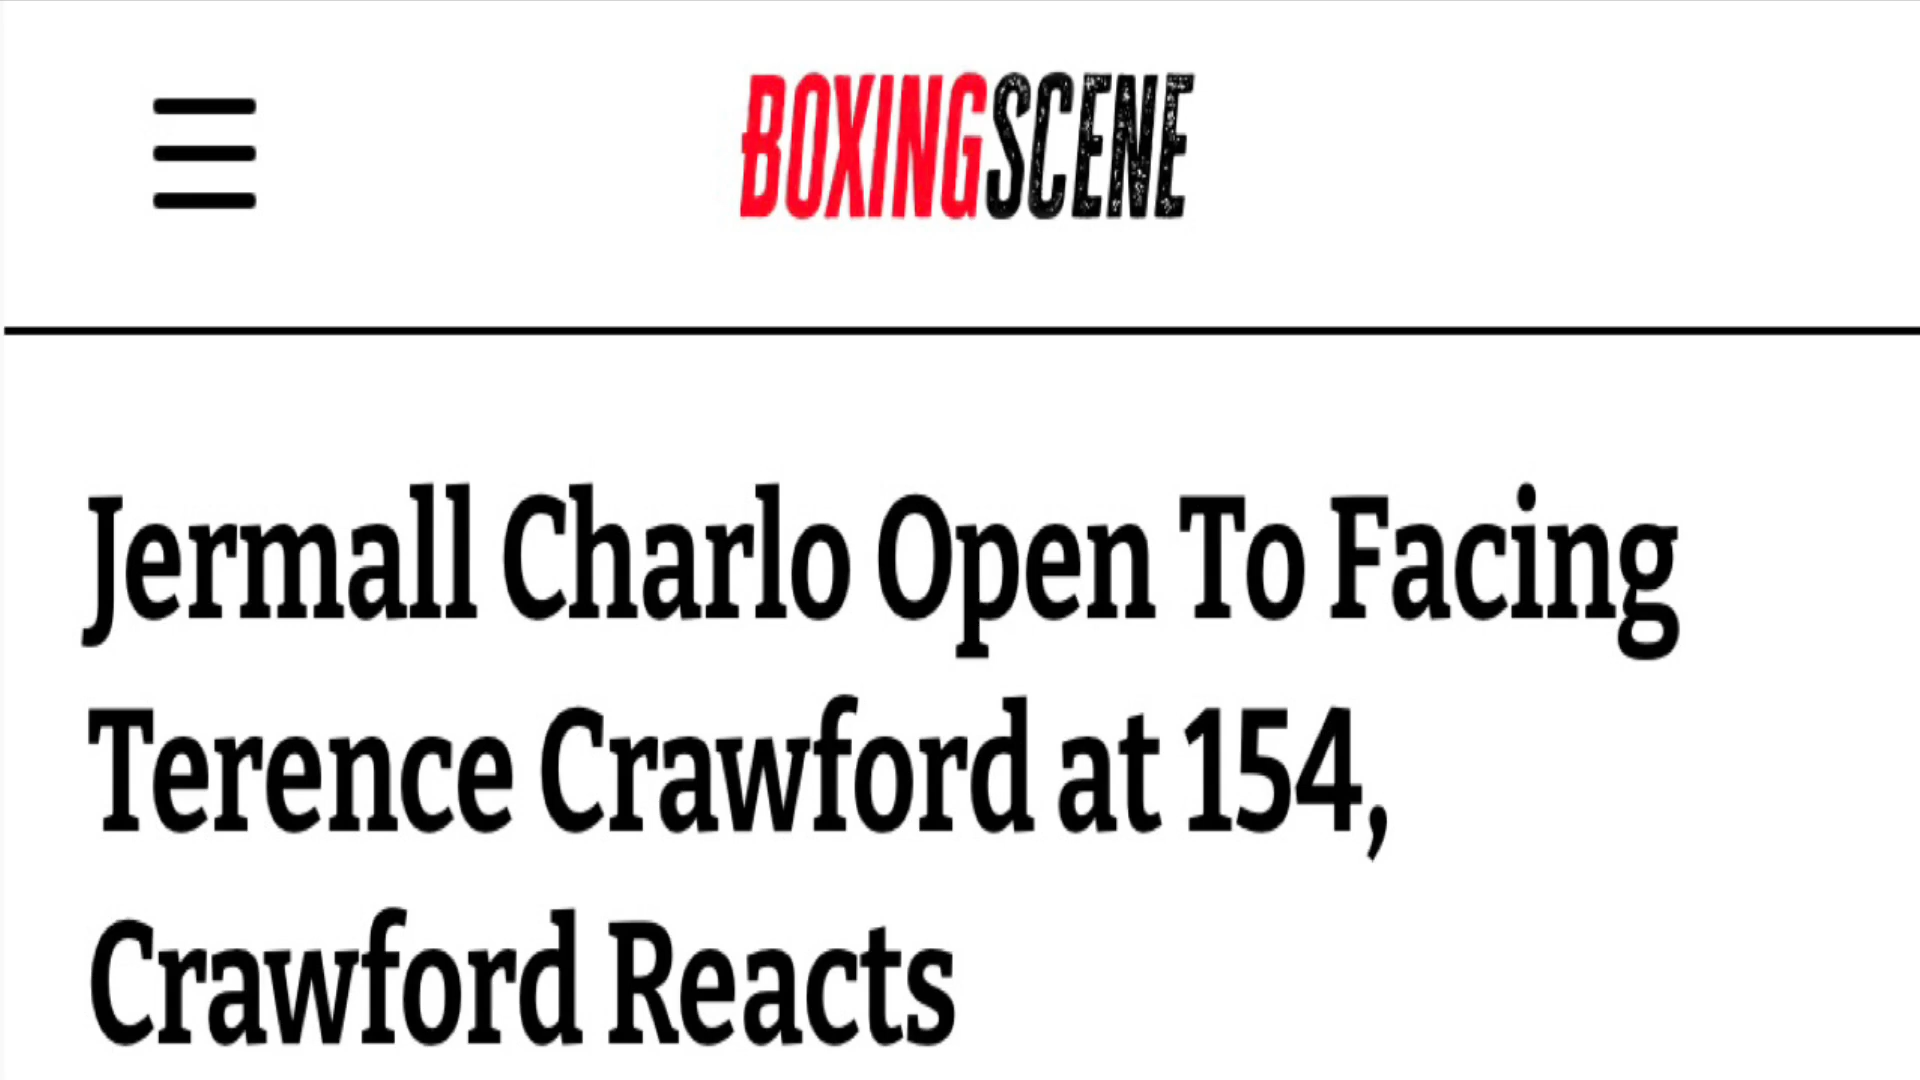 BOXINGSCENE
Jermall Charlo Open To Facing
Terence Crawford at 154,
Crawford Reacts